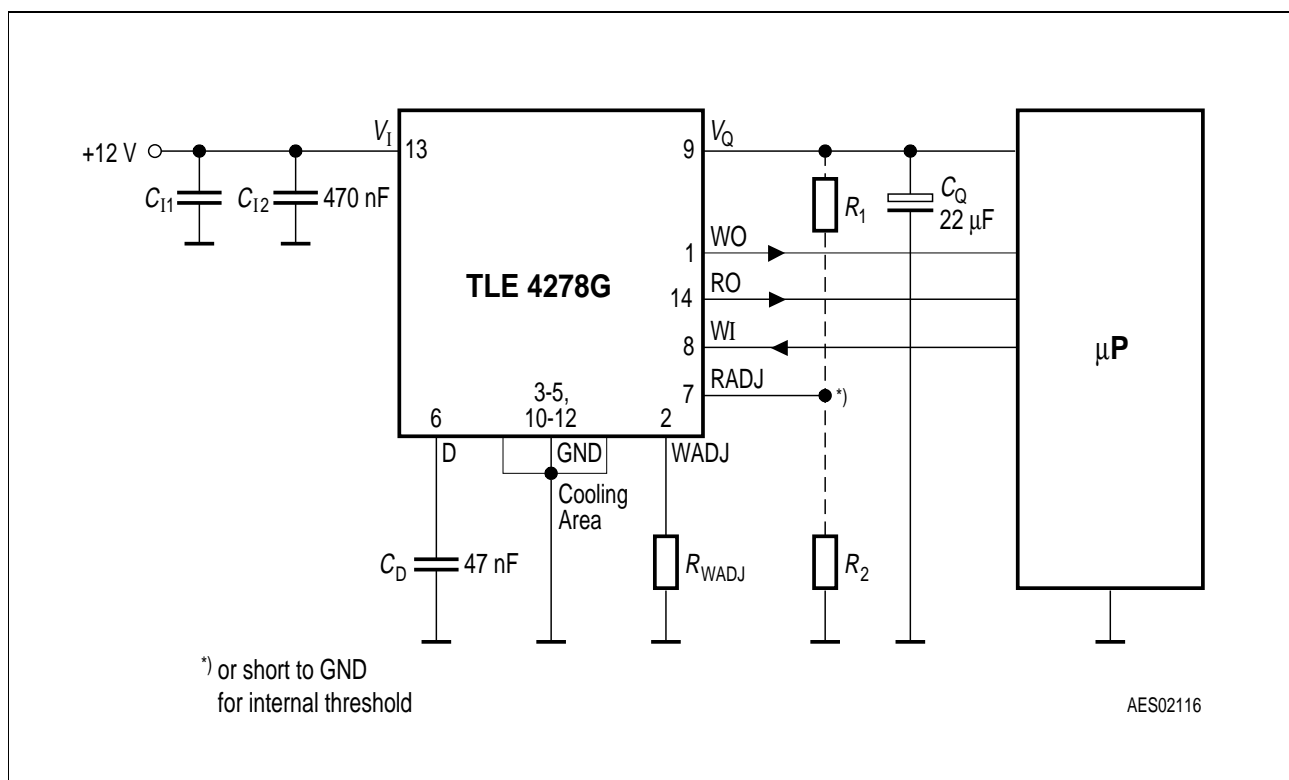 +12 V
C_I1
C_I2
470 nF
V_I
13
TLE 4278G
9
V_Q
1
WO
14
RO
8
WI
7
RADJ
*)
R_1
C_Q
22 µF
µP
6
3-5,
10-12
2
D
GND
WADJ
Cooling
Area
C_D
47 nF
R_WADJ
R_2
*) or short to GND
for internal threshold
AES02116